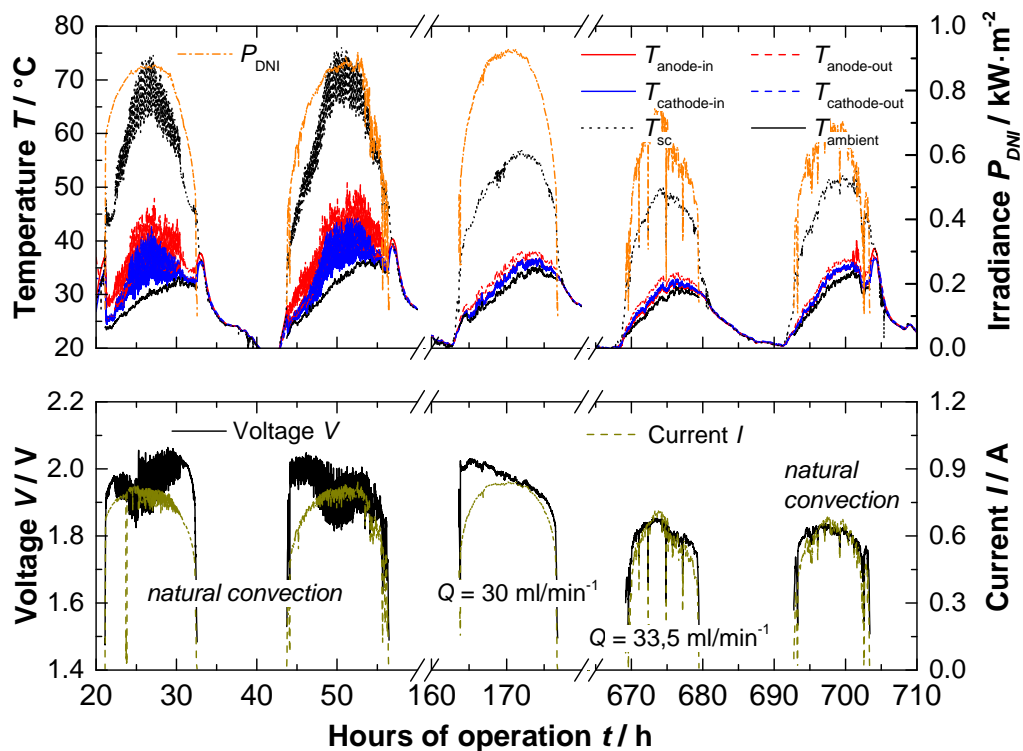 80
70
60
50
40
30
20
Temperature T / °C
P_DNI
T_anode-in
T_anode-out
T_cathode-in
T_cathode-out
T_sc
T_ambient
1.0
0.8
0.6
0.4
0.2
0.0
Irradiance P_DNI / kW·m⁻²
2.2
2.0
1.8
1.6
1.4
Voltage V / V
Voltage V
Current I
natural
convection
natural convection
Q = 30 ml/min⁻¹
Q = 33,5 ml/min⁻¹
1.2
0.9
0.6
0.3
0.0
Current I / A
20 30 40 50 160 170 670 680 690 700 710
Hours of operation t / h